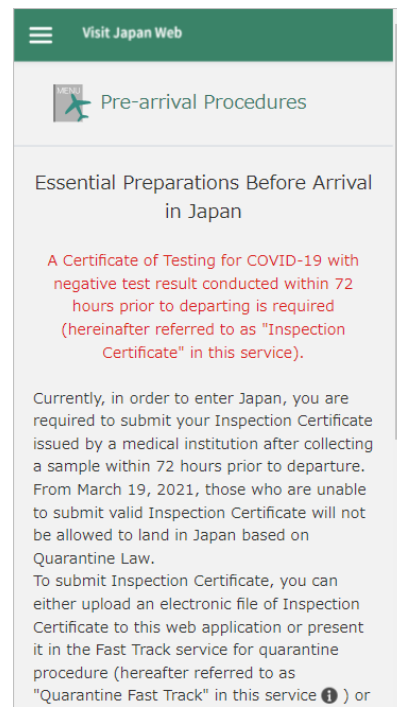 Visit Japan Web
MENU
Pre-arrival Procedures
Essential Preparations Before Arrival
in Japan
A Certificate of Testing for COVID-19 with
negative test result conducted within 72
hours prior to departing is required
(hereinafter referred to as "Inspection
Certificate" in this service).
Currently, in order to enter Japan, you are
required to submit your Inspection Certificate
issued by a medical institution after collecting
a sample within 72 hours prior to departure.
From March 19, 2021, those who are unable
to submit valid Inspection Certificate will not
be allowed to land in Japan based on
Quarantine Law.
To submit Inspection Certificate, you can
either upload an electronic file of Inspection
Certificate to this web application or present
it in the Fast Track service for quarantine
procedure (hereafter referred to as
"Quarantine Fast Track" in this service i ) or